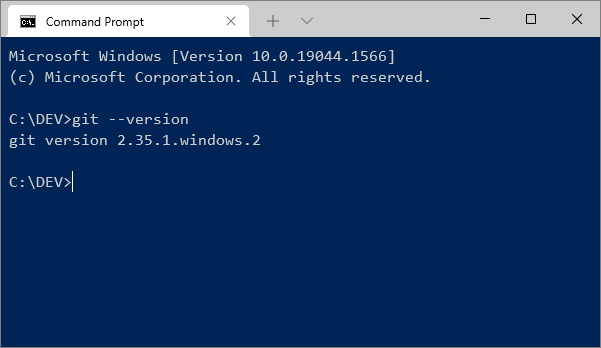 Command Prompt
Microsoft Windows [Version 10.0.19044.1566]
(c) Microsoft Corporation. All rights reserved.
C:\DEV>git --version
git version 2.35.1.windows.2
C:\DEV>